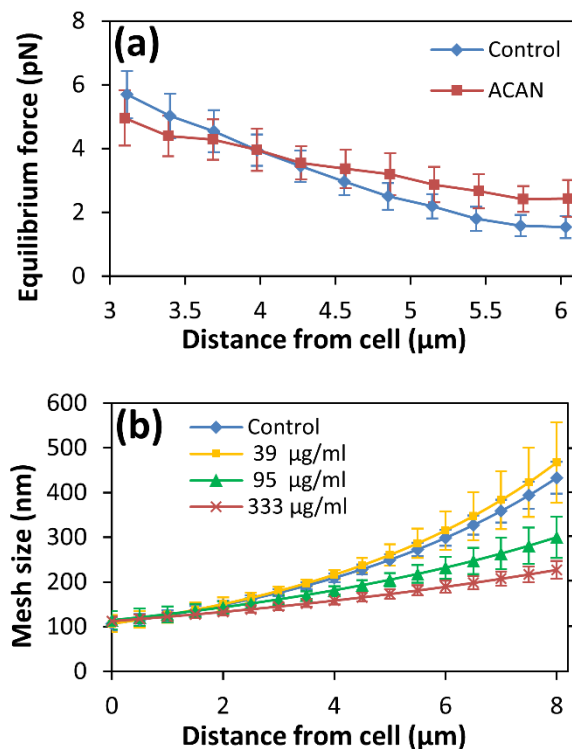 (a)
Control
ACAN
Equilibrium force (pN)
8
6
4
2
0
3 3.5 4 4.5 5 5.5 6
Distance from cell (µm)
(b)
Control
39 µg/ml
95 µg/ml
333 µg/ml
Mesh size (nm)
600
500
400
300
200
100
0
0 2 4 6 8
Distance from cell (µm)